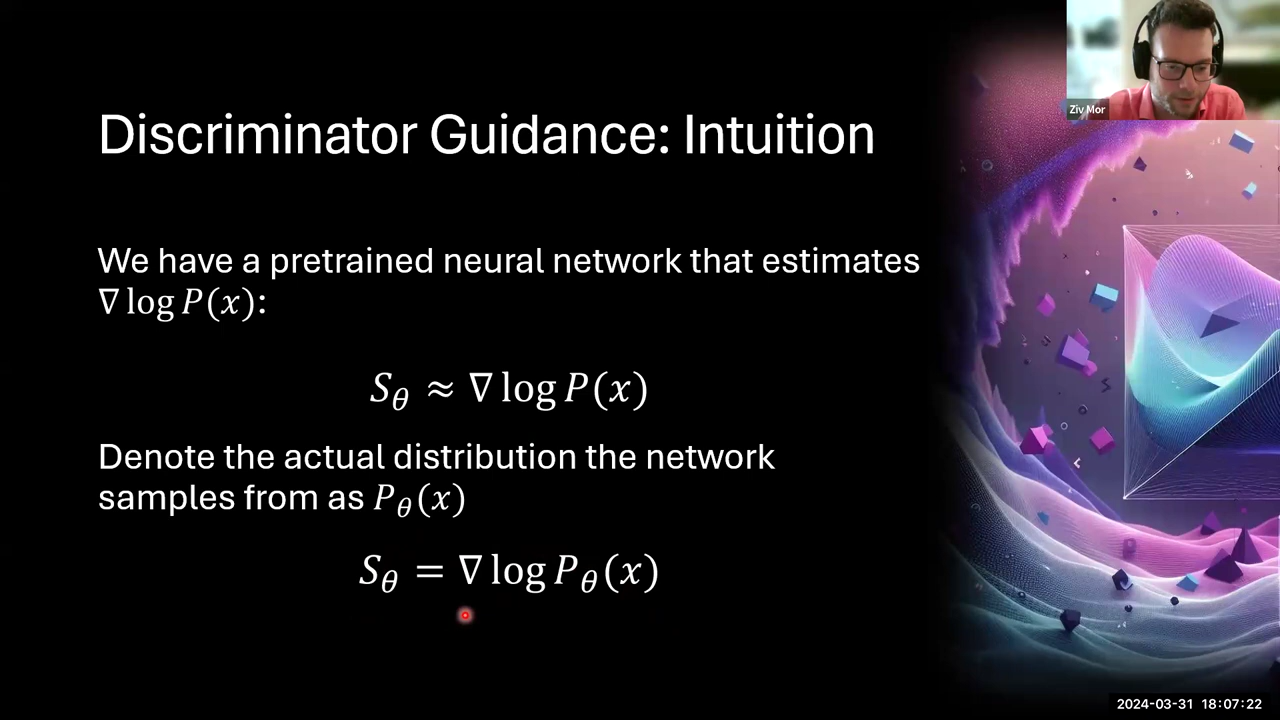 Ziv Mor
Discriminator Guidance: Intuition
We have a pretrained neural network that estimates
∇ log P(x):
S_θ ≈ ∇ log P(x)
Denote the actual distribution the network
samples from as P_θ(x)
S_θ = ∇ log P_θ(x)
2024-03-31 18:07:22